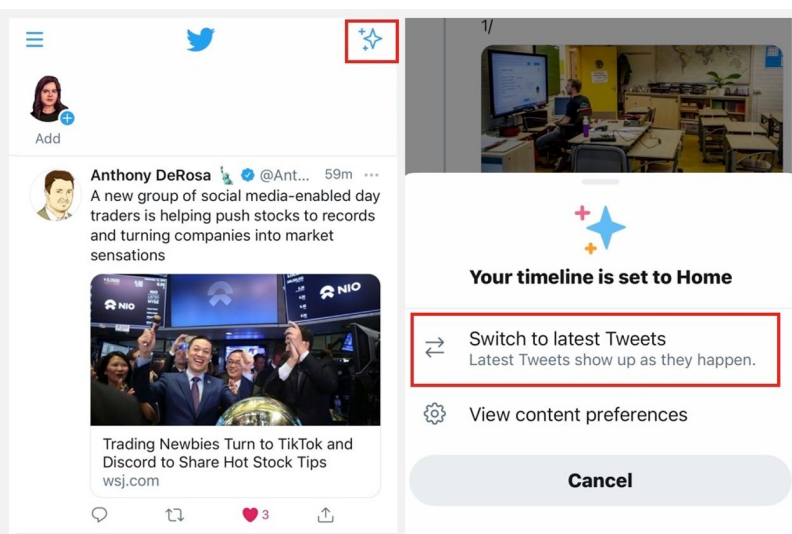 Add
Anthony DeRosa @Ant... 59m
A new group of social media-enabled day
traders is helping push stocks to records
and turning companies into market
sensations
NIO
NIO
Trading Newbies Turn to TikTok and
Discord to Share Hot Stock Tips
wsj.com
3
1/
Your timeline is set to Home
Switch to latest Tweets
Latest Tweets show up as they happen.
View content preferences
Cancel